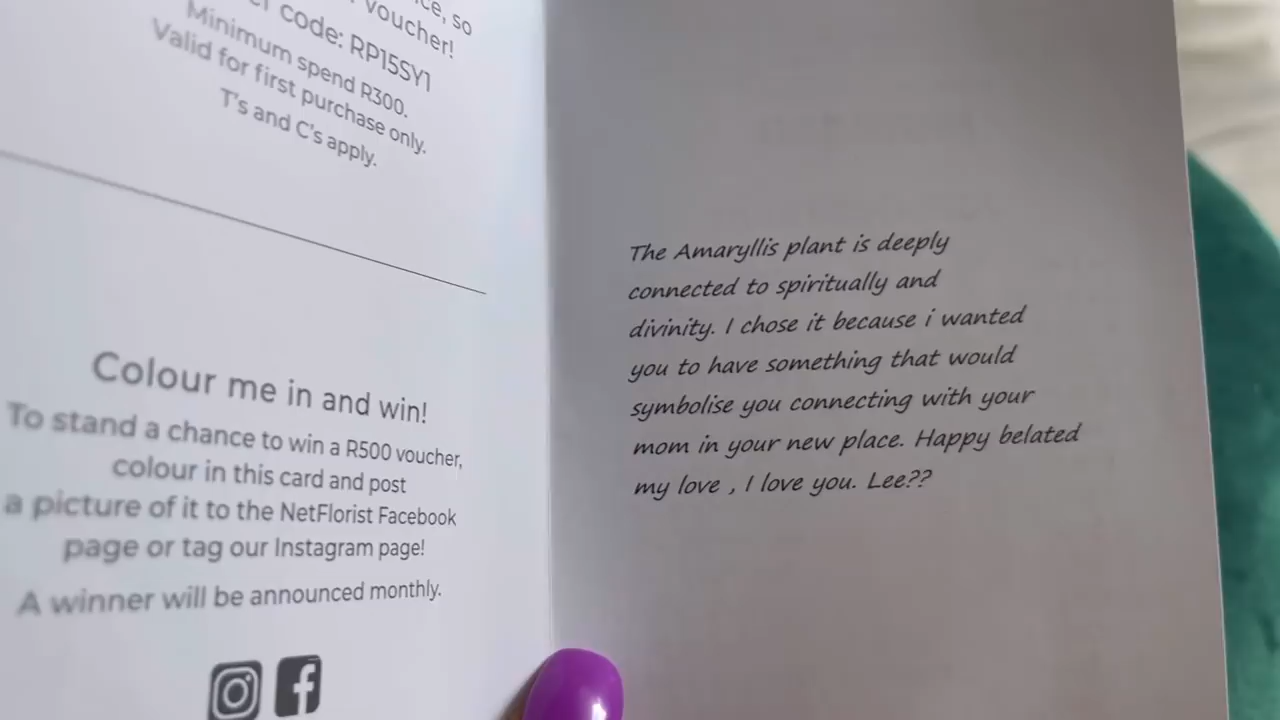 so
voucher!
code: RP15SY1
Minimum spend R300.
Valid for first purchase only.
T's and C's apply.
Colour me in and win!
To stand a chance to win a R500 voucher,
colour in this card and post
a picture of it to the NetFlorist Facebook
page or tag our Instagram page!
A winner will be announced monthly.
The Amaryllis plant is deeply
connected to spiritually and
divinity. I chose it because i wanted
you to have something that would
symbolise you connecting with your
mom in your new place. Happy belated
my love , I love you. Lee??